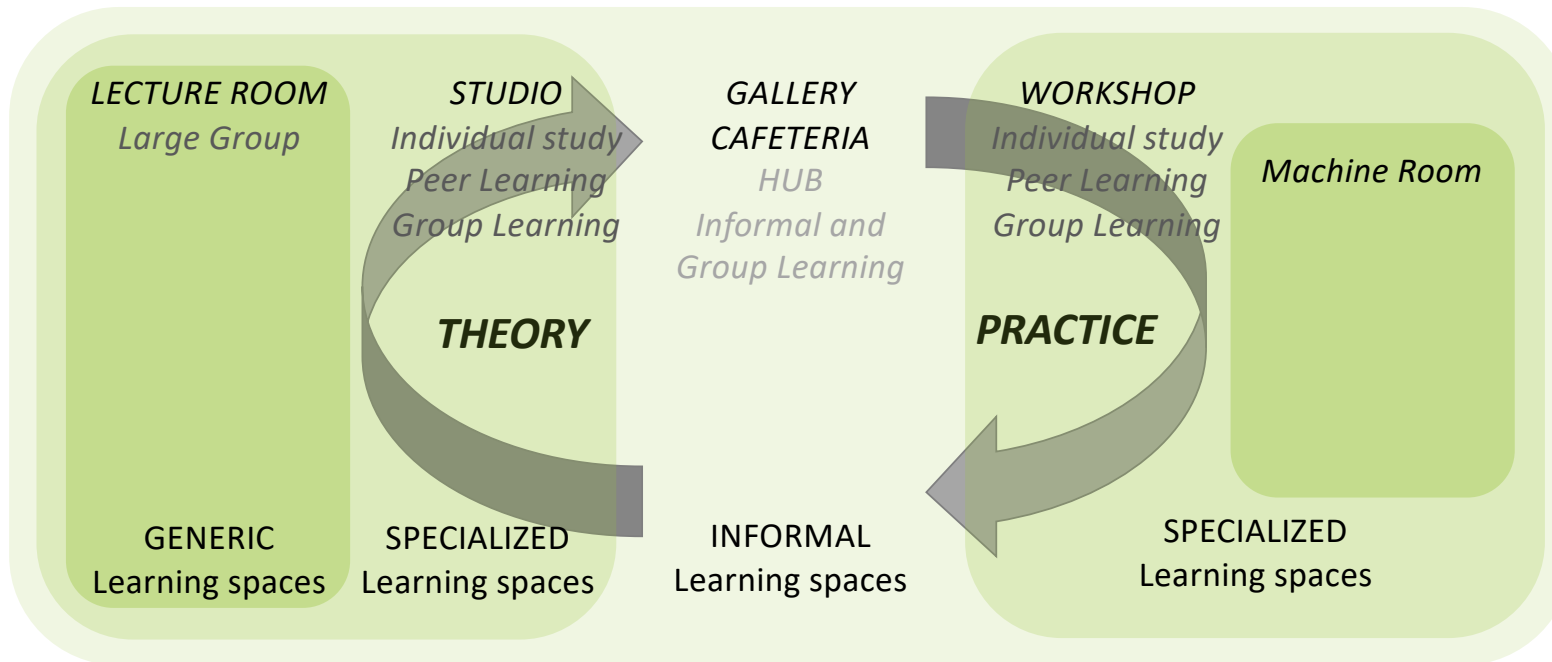 LECTURE ROOM
Large Group
STUDIO
Individual study
Peer Learning
Group Learning
GALLERY
CAFETERIA
HUB
Informal and
Group Learning
WORKSHOP
Individual study
Peer Learning
Group Learning
Machine Room
THEORY
PRACTICE
GENERIC
Learning spaces
SPECIALIZED
Learning spaces
INFORMAL
Learning spaces
SPECIALIZED
Learning spaces